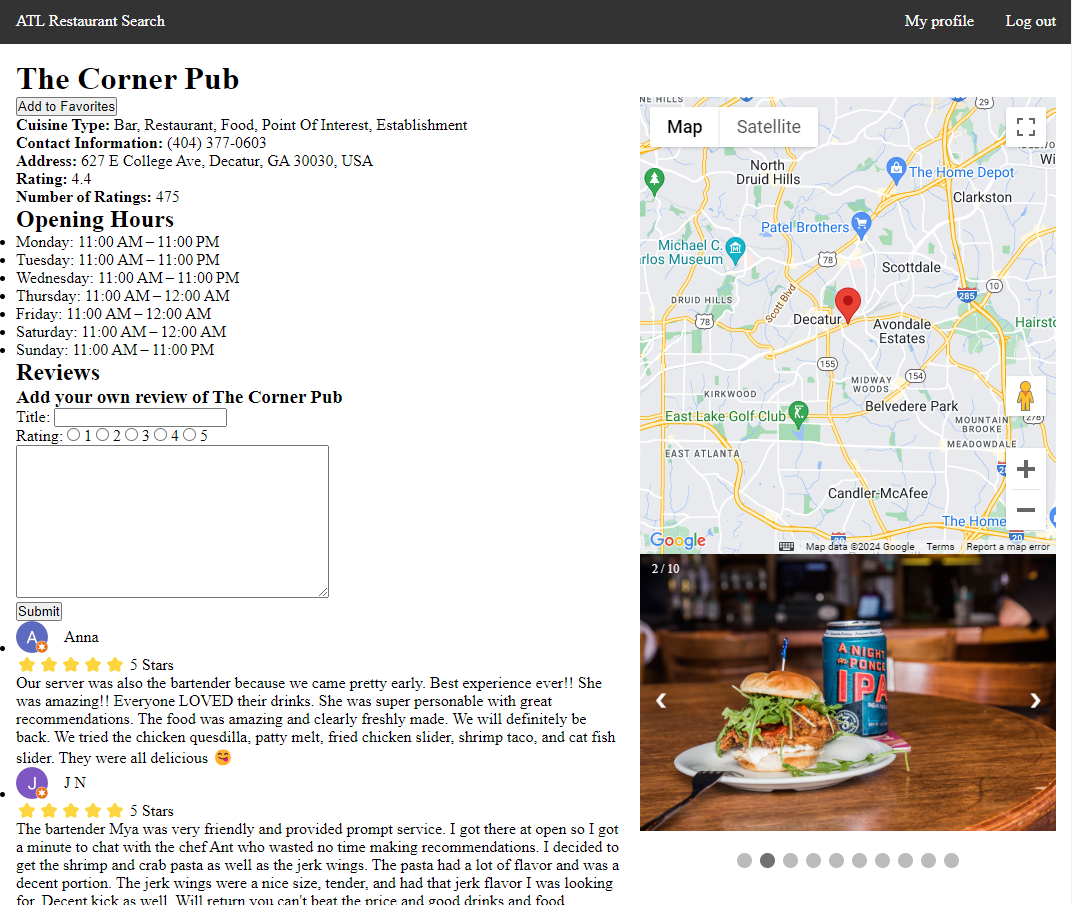 ATL Restaurant Search
My profile
Log out
The Corner Pub
Add to Favorites
Cuisine Type: Bar, Restaurant, Food, Point Of Interest, Establishment
Contact Information: (404) 377-0603
Address: 627 E College Ave, Decatur, GA 30030, USA
Rating: 4.4
Number of Ratings: 475
Opening Hours
Monday: 11:00 AM – 11:00 PM
Tuesday: 11:00 AM – 11:00 PM
Wednesday: 11:00 AM – 11:00 PM
Thursday: 11:00 AM – 12:00 AM
Friday: 11:00 AM – 12:00 AM
Saturday: 11:00 AM – 12:00 AM
Sunday: 11:00 AM – 11:00 PM
Reviews
Add your own review of The Corner Pub
Title:
Rating: 1 2 3 4 5
Submit
A
Anna
5 Stars
Our server was also the bartender because we came pretty early. Best experience ever!! She
was amazing!! Everyone LOVED their drinks. She was super personable with great
recommendations. The food was amazing and clearly freshly made. We will definitely be
back. We tried the chicken quesdilla, patty melt, fried chicken slider, shrimp taco, and cat fish
slider. They were all delicious 😋
J
J N
5 Stars
The bartender Mya was very friendly and provided prompt service. I got there at open so I got
a minute to chat with the chef Ant who wasted no time making recommendations. I decided to
get the shrimp and crab pasta as well as the jerk wings. The pasta had a lot of flavor and was a
decent portion. The jerk wings were a nice size, tender, and had that jerk flavor I was looking
for. Decent kick as well. Will return you can't beat the price and good drinks and food.
NE HILLS
29
Map
Satellite
North
Druid Hills
The Home Depot
Wi
Clarkston
Patel Brothers
Michael C.
rlos Museum
78
Scottdale
285
10
DRUID HILLS
Scott Blvd
78
Decatur
Avondale
Estates
Hairsto
155
154
MIDWAY
WOODS
KIRKWOOD
Belvedere Park
East Lake Golf Club
278
MOUNTAIN
BROOKE
MEADOWDALE
EAST ATLANTA
Candler-McAfee
The Home
20
20
Google
Map data ©2024 Google
Terms
Report a map error
2 / 10
A NIGHT
ON PONCE
IPA